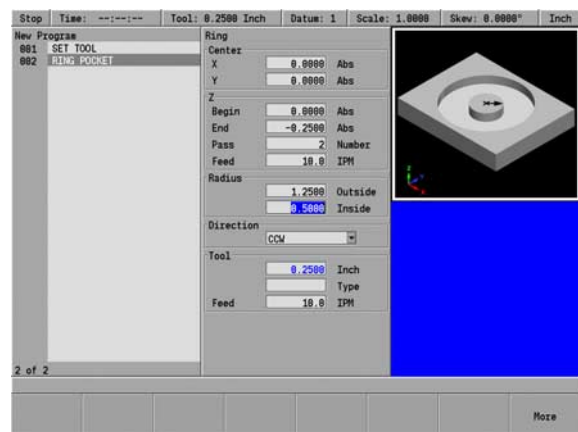 Stop Time: --:--:-- Tool: 0.2500 Inch Datum: 1 Scale: 1.0000 Skew: 0.0000° Inch
New Program
001 SET TOOL
002 RING POCKET
2 of 2
Ring
Center
X 0.0000 Abs
Y 0.0000 Abs
Z
Begin 0.0000 Abs
End -0.2500 Abs
Pass 2 Number
Feed 10.0 IPM
Radius
1.2500 Outside
0.5000 Inside
Direction
CCW
Tool
0.2500 Inch
Type
Feed 10.0 IPM
More